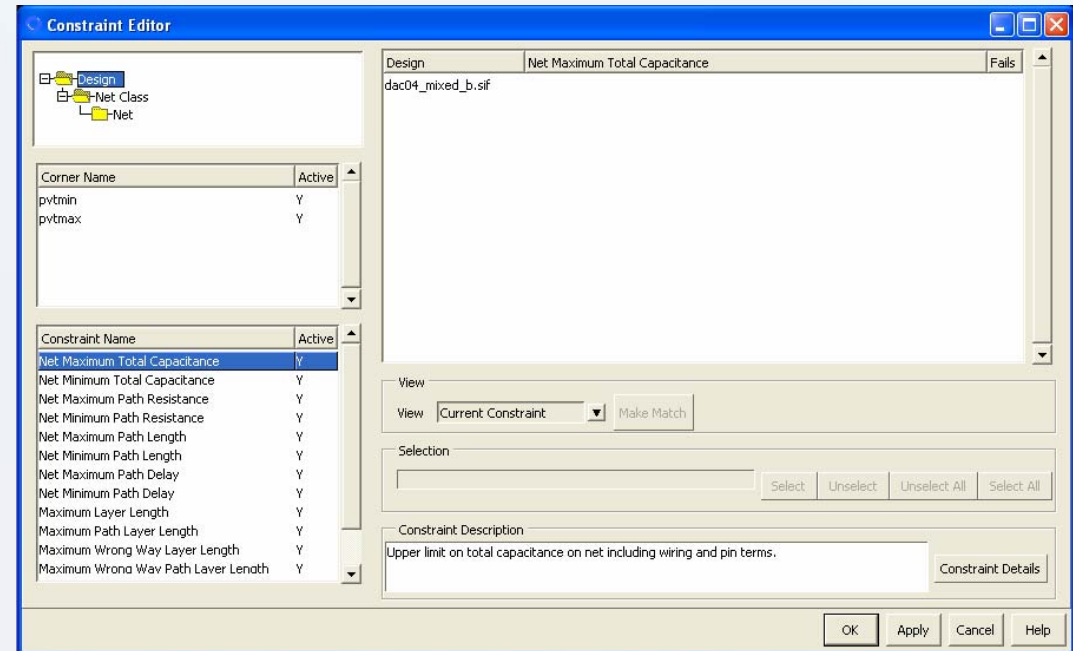 Constraint Editor
Design
Net Class
Net
Corner Name Active
pvtmin Y
pvtmax Y
Constraint Name Active
Net Maximum Total Capacitance Y
Net Minimum Total Capacitance Y
Net Maximum Path Resistance Y
Net Minimum Path Resistance Y
Net Maximum Path Length Y
Net Minimum Path Length Y
Net Maximum Path Delay Y
Net Minimum Path Delay Y
Maximum Layer Length Y
Maximum Path Layer Length Y
Maximum Wrong Way Layer Length Y
Maximum Wrong Way Path Layer Length Y
Design Net Maximum Total Capacitance Fails
dac04_mixed_b.sif
View
View Current Constraint Make Match
Selection
Select Unselect Unselect All Select All
Constraint Description
Upper limit on total capacitance on net including wiring and pin terms.
Constraint Details
OK Apply Cancel Help